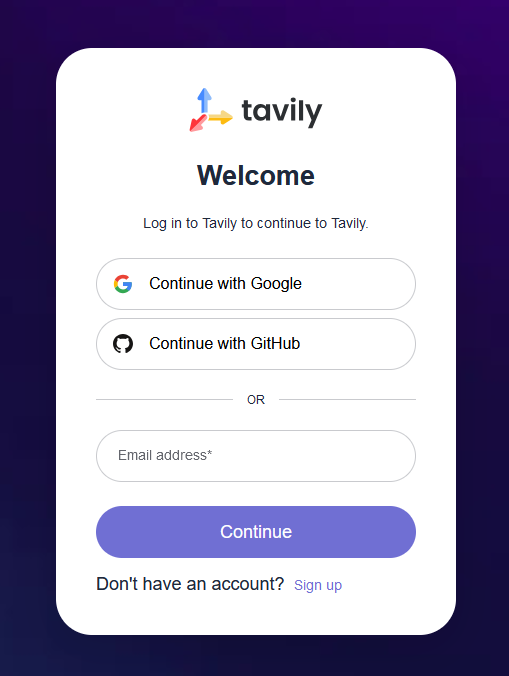 tavily
Welcome
Log in to Tavily to continue to Tavily.
Continue with Google
Continue with GitHub
OR
Email address*
Continue
Don't have an account? Sign up